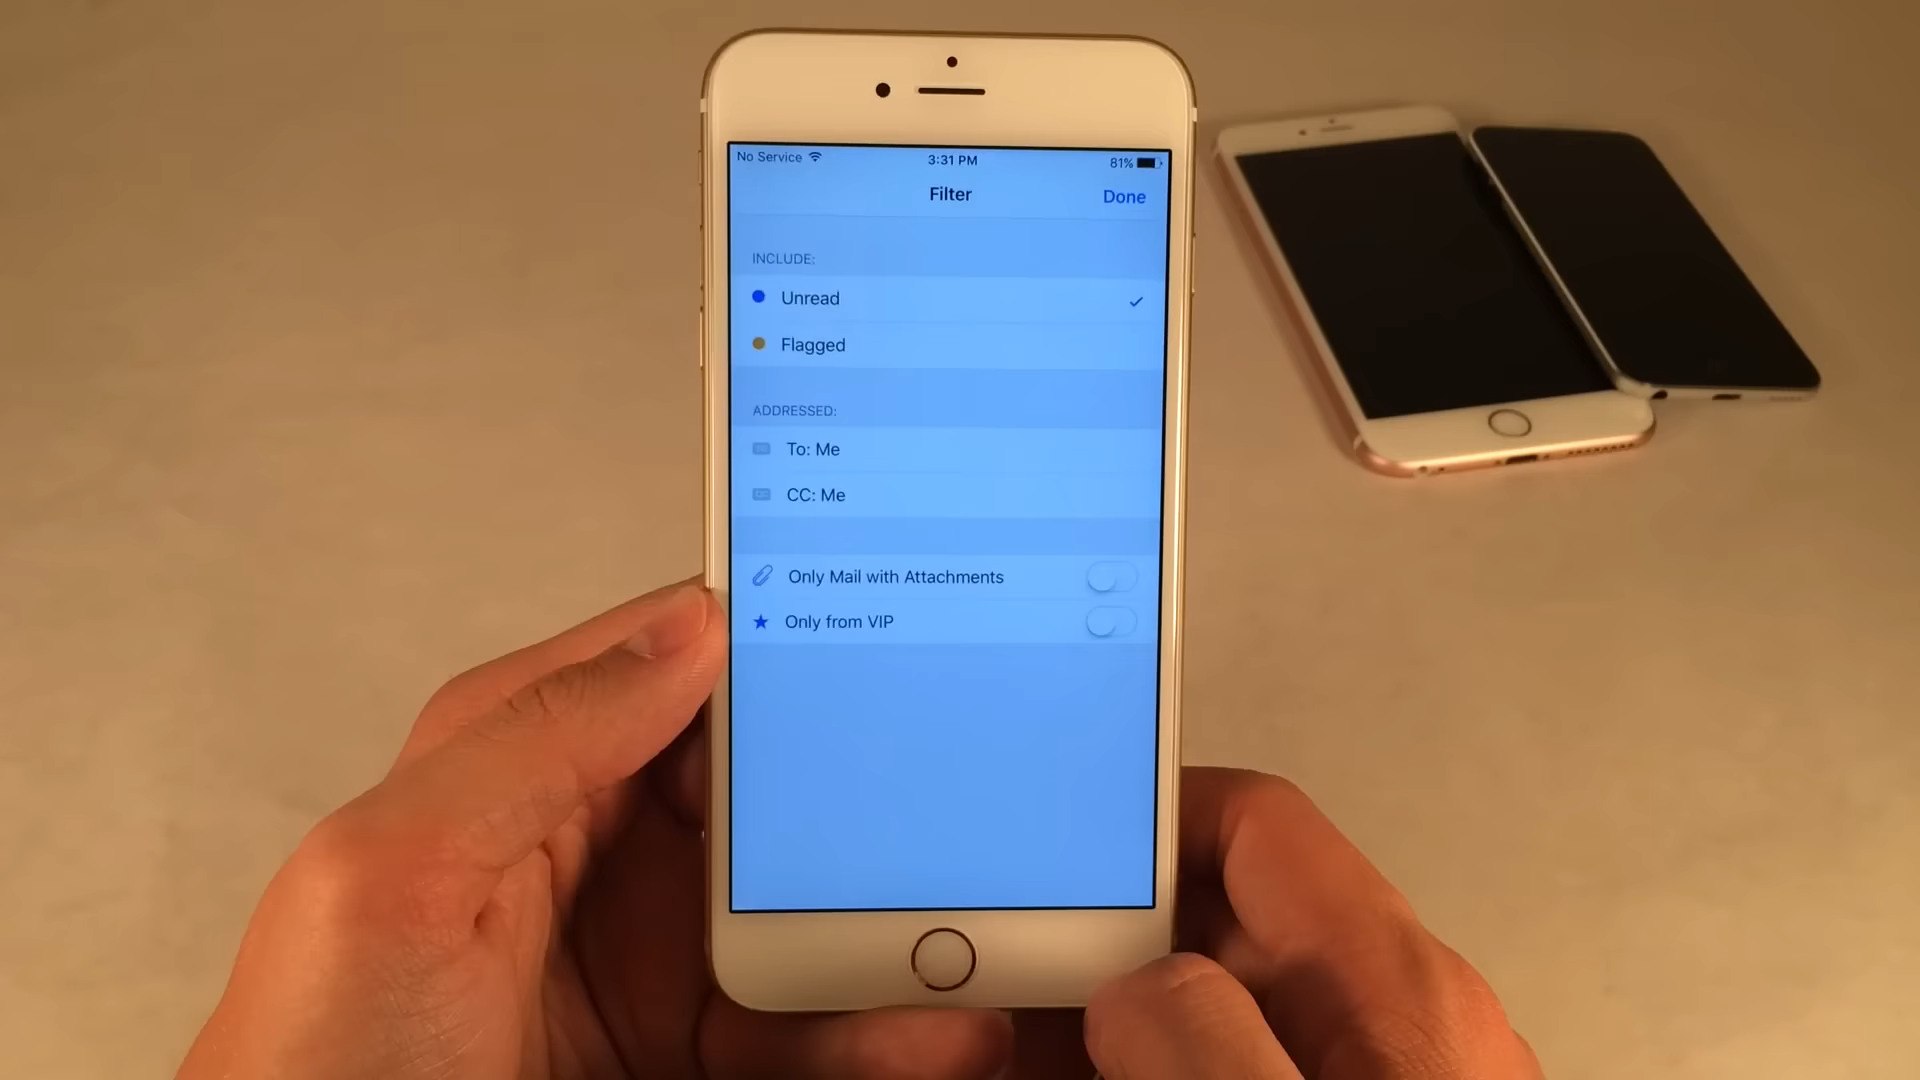 No Service 3:31 PM 81%
Filter Done
INCLUDE:
Unread
Flagged
ADDRESSED:
To: Me
CC: Me
Only Mail with Attachments
Only from VIP